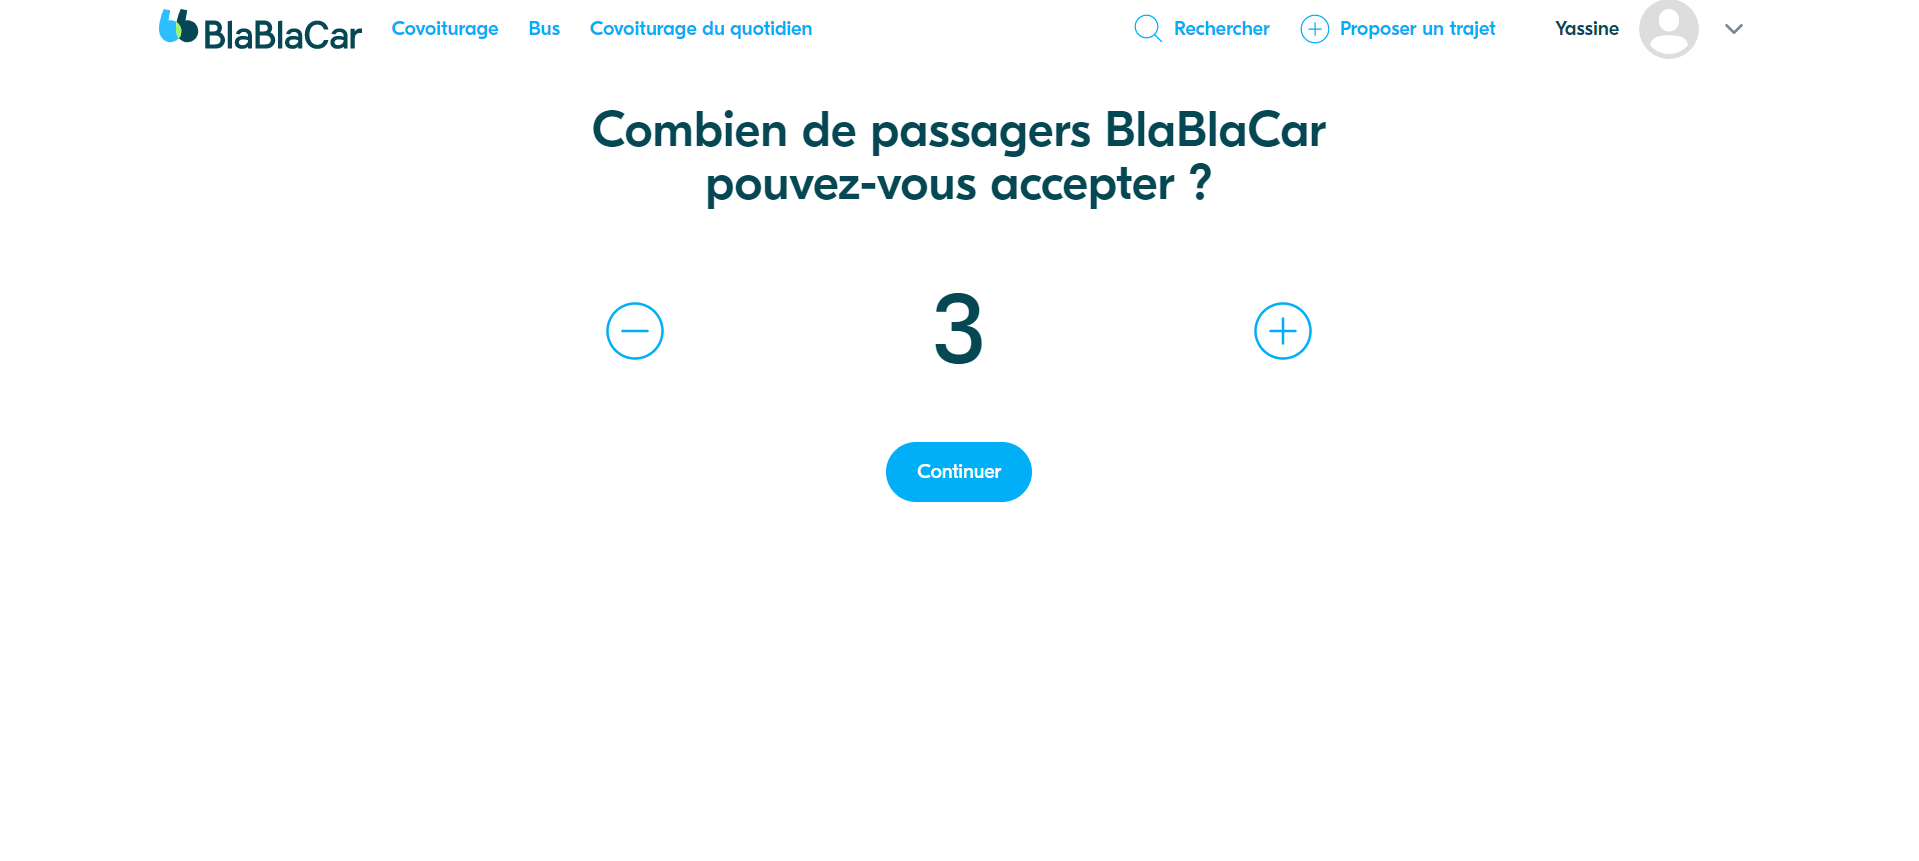 BlaBlaCar Covoiturage Bus Covoiturage du quotidien Rechercher Proposer un trajet Yassine
Combien de passagers BlaBlaCar
pouvez-vous accepter ?
3
Continuer